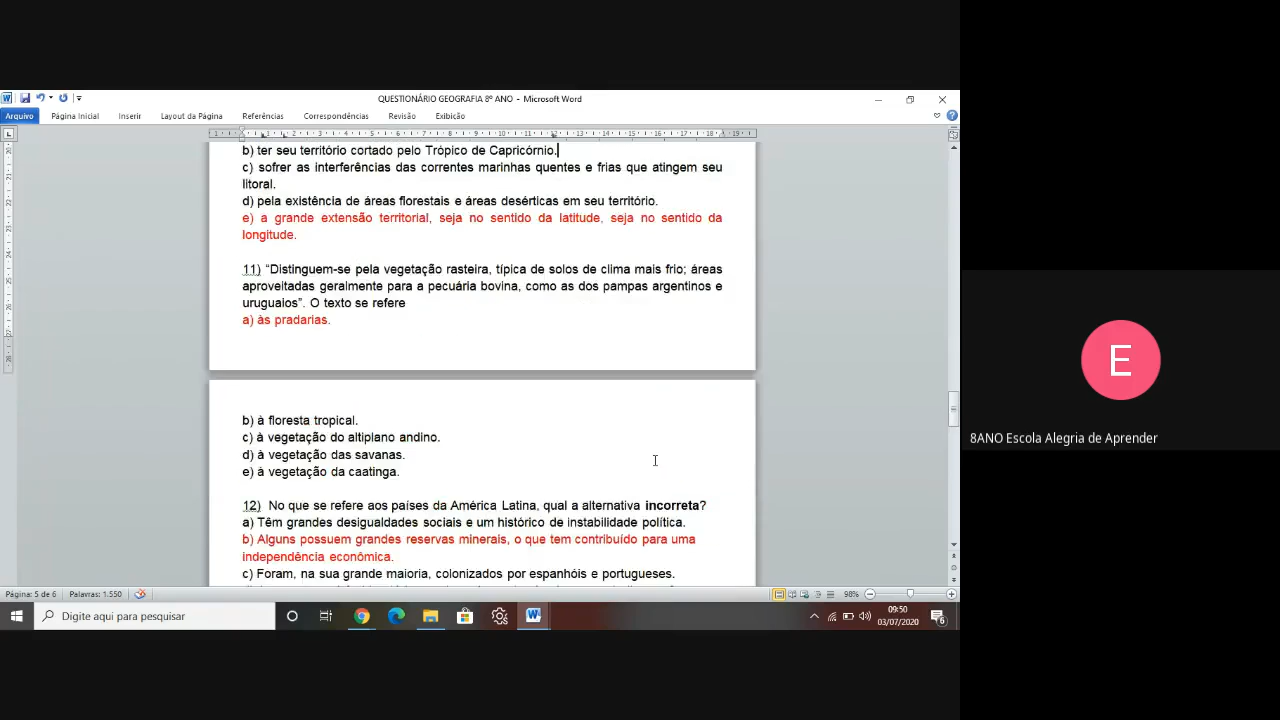 QUESTIONÁRIO GEOGRAFIA 8º ANO - Microsoft Word
Arquivo Página Inicial Inserir Layout da Página Referências Correspondências Revisão Exibição
b) ter seu território cortado pelo Trópico de Capricórnio.
c) sofrer as interferências das correntes marinhas quentes e frias que atingem seu
litoral.
d) pela existência de áreas florestais e áreas desérticas em seu território.
e) a grande extensão territorial, seja no sentido da latitude, seja no sentido da
longitude.
11) “Distinguem-se pela vegetação rasteira, típica de solos de clima mais frio; áreas
aproveitadas geralmente para a pecuária bovina, como as dos pampas argentinos e
uruguaios”. O texto se refere
a) às pradarias.
b) à floresta tropical.
c) à vegetação do altiplano andino.
d) à vegetação das savanas.
e) à vegetação da caatinga.
12) No que se refere aos países da América Latina, qual a alternativa incorreta?
a) Têm grandes desigualdades sociais e um histórico de instabilidade política.
b) Alguns possuem grandes reservas minerais, o que tem contribuído para uma
independência econômica.
c) Foram, na sua grande maioria, colonizados por espanhóis e portugueses.
Página: 5 de 6 Palavras: 1.550 98%
Digite aqui para pesquisar
09:50
03/07/2020
6
E
8ANO Escola Alegria de Aprender